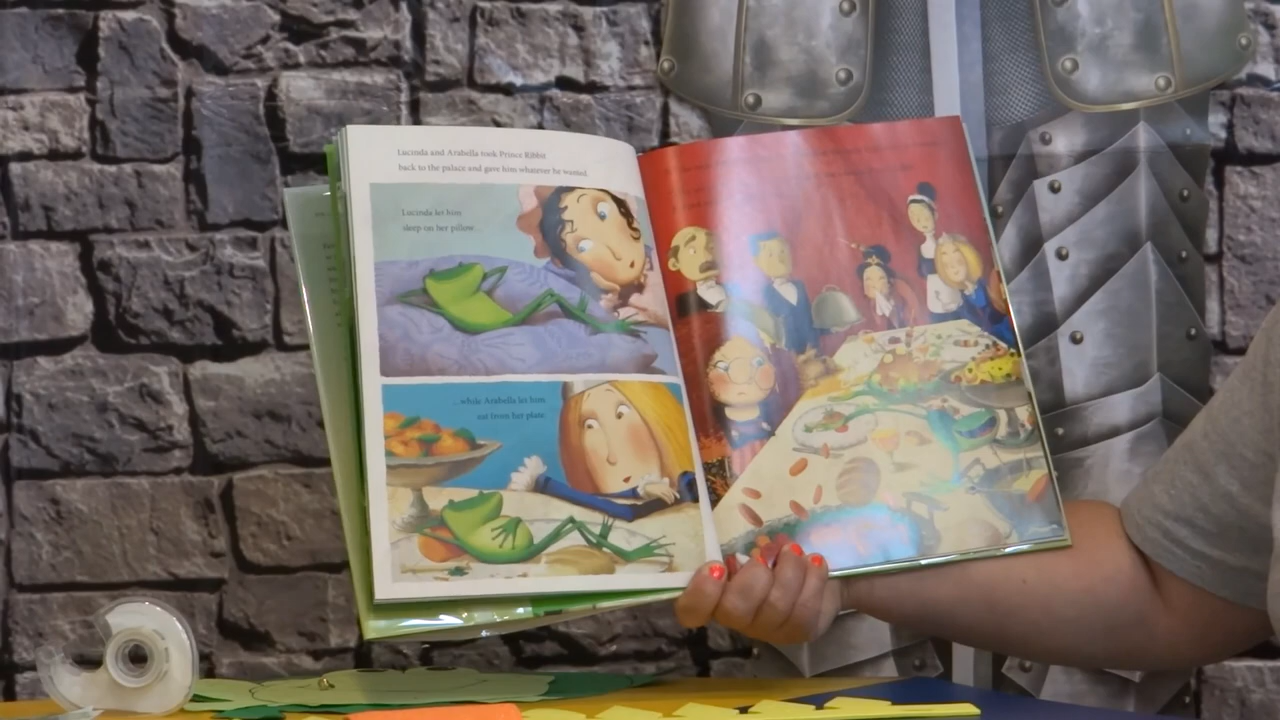 Lucinda and Arabella took Prince Ribbit
back to the palace and gave him whatever he wanted.
Lucinda let him
sleep on her pillow...
...while Arabella let him
eat from her plate.